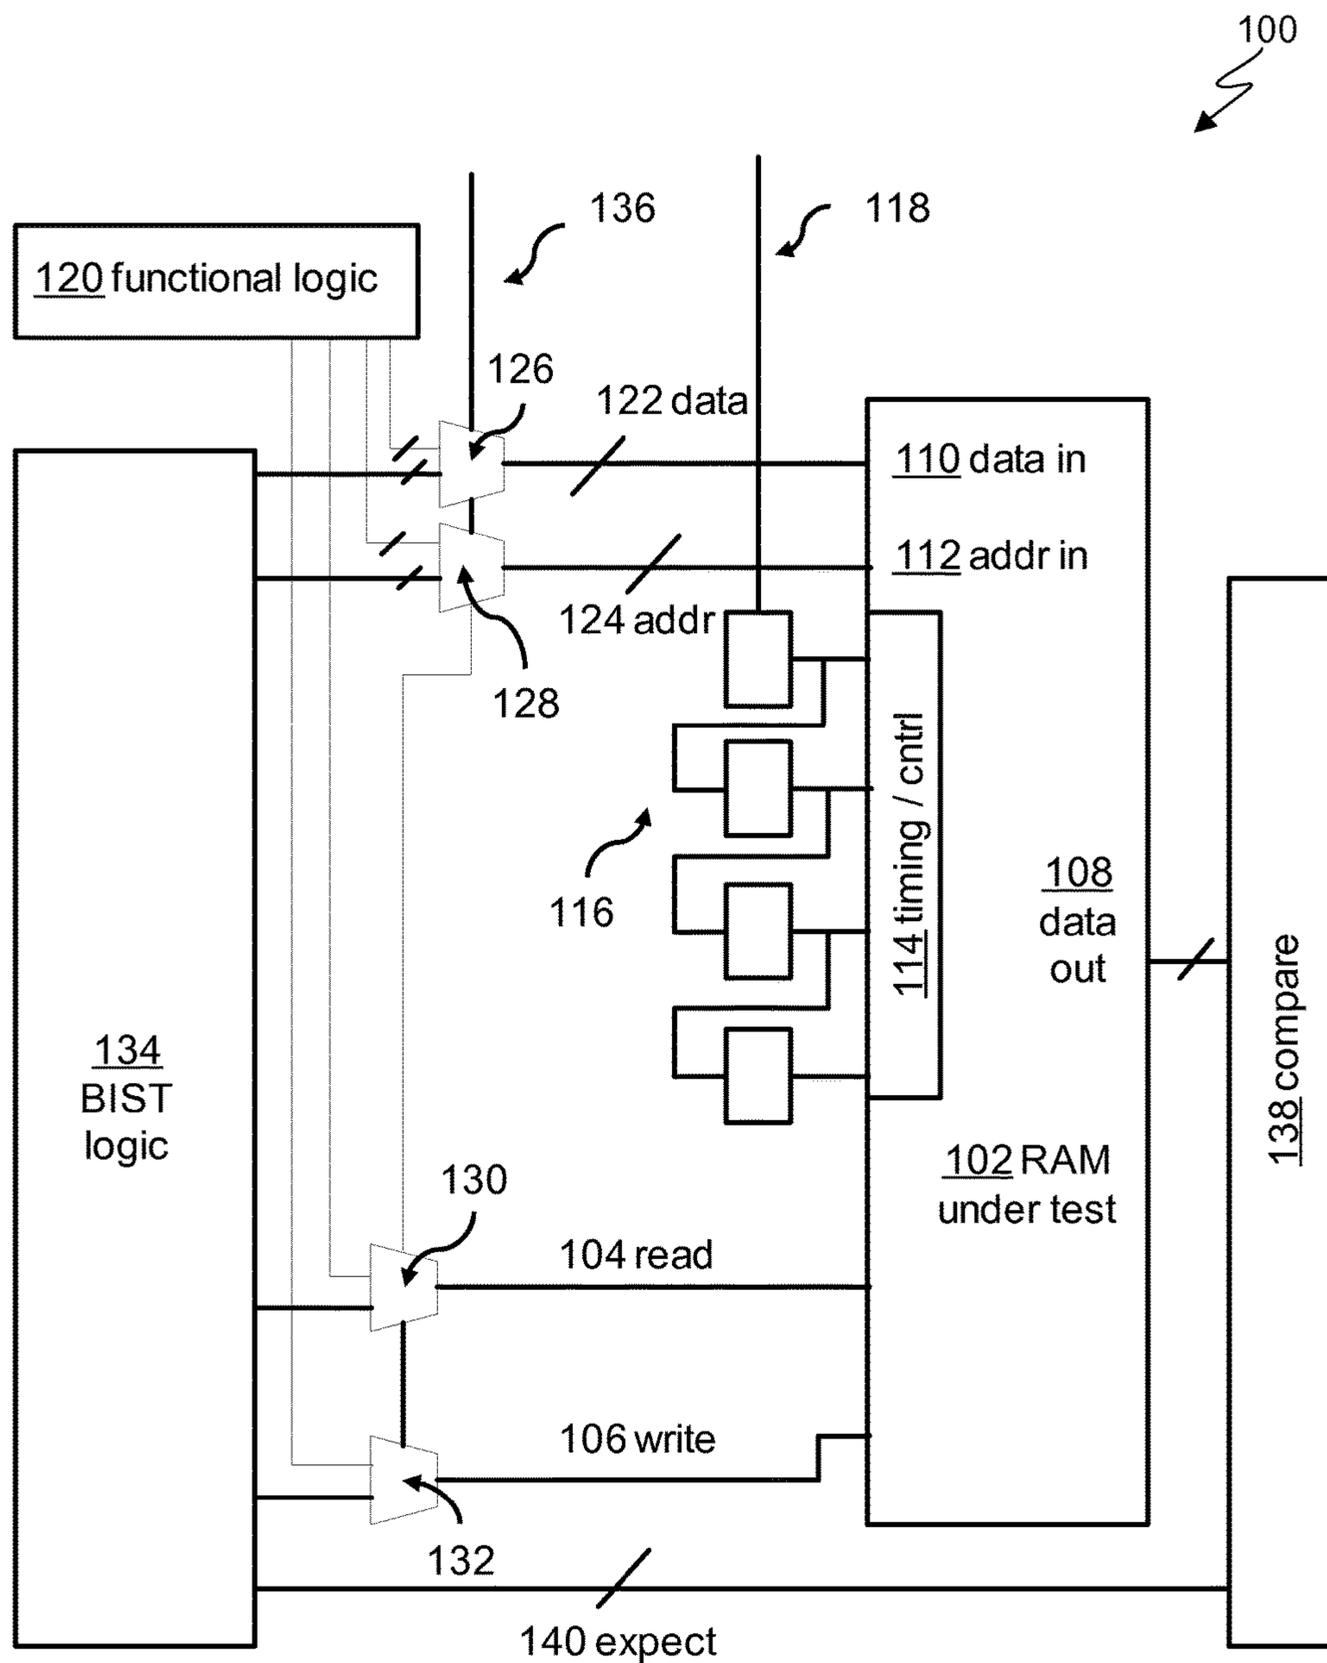 100
136
118
120 functional logic
126
122 data
110 data in
112 addr in
124 addr
128
114 timing / cntrl
116
108
data
out
138 compare
134
BIST
logic
102 RAM
under test
130
104 read
106 write
132
140 expect